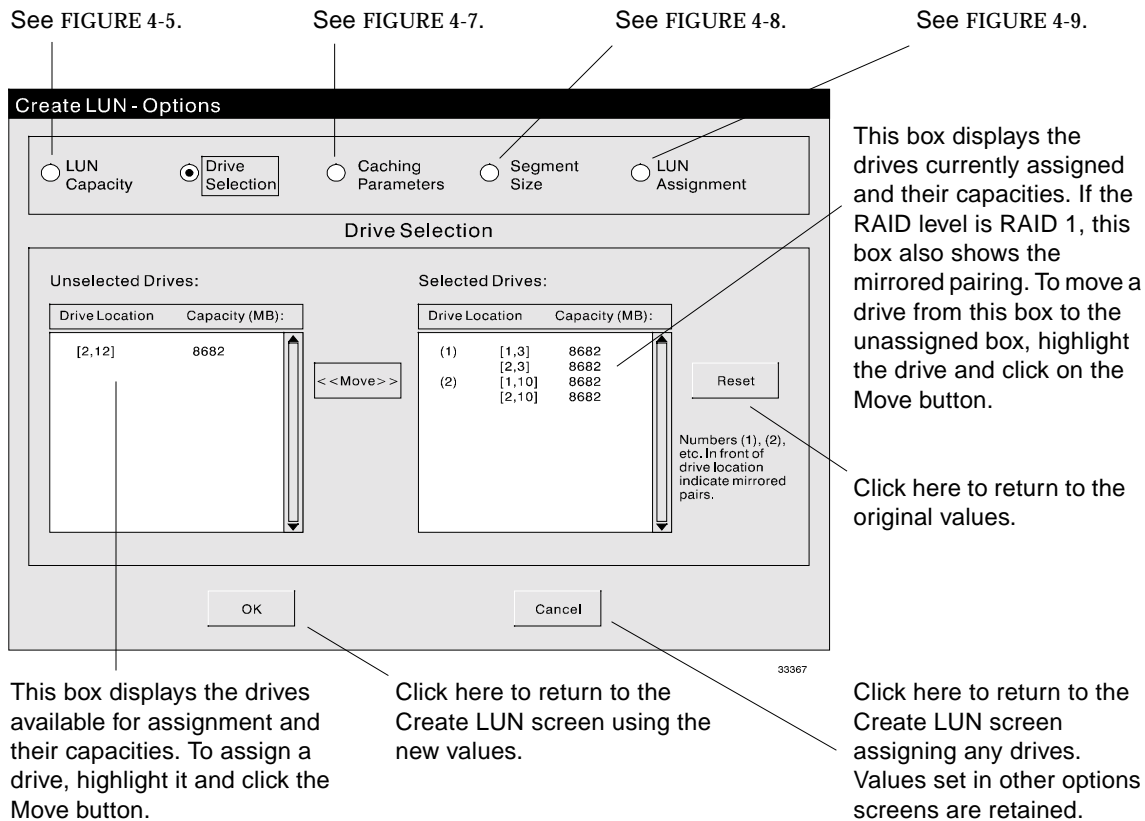 See FIGURE 4-5.
See FIGURE 4-7.
See FIGURE 4-8.
See FIGURE 4-9.
Create LUN - Options
LUN
Capacity
Drive
Selection
Caching
Parameters
Segment
Size
LUN
Assignment
Drive Selection
Unselected Drives:
Drive Location Capacity (MB):
[2,12] 8682
<<Move>>
Selected Drives:
Drive Location Capacity (MB):
(1) [1,3] 8682
[2,3] 8682
(2) [1,10] 8682
[2,10] 8682
Reset
Numbers (1), (2),
etc. In front of
drive location
indicate mirrored
pairs.
OK
Cancel
33367
This box displays the
drives currently assigned
and their capacities. If the
RAID level is RAID 1, this
box also shows the
mirrored pairing. To move a
drive from this box to the
unassigned box, highlight
the drive and click on the
Move button.
Click here to return to the
original values.
This box displays the drives
available for assignment and
their capacities. To assign a
drive, highlight it and click the
Move button.
Click here to return to the
Create LUN screen using the
new values.
Click here to return to the
Create LUN screen
assigning any drives.
Values set in other options
screens are retained.